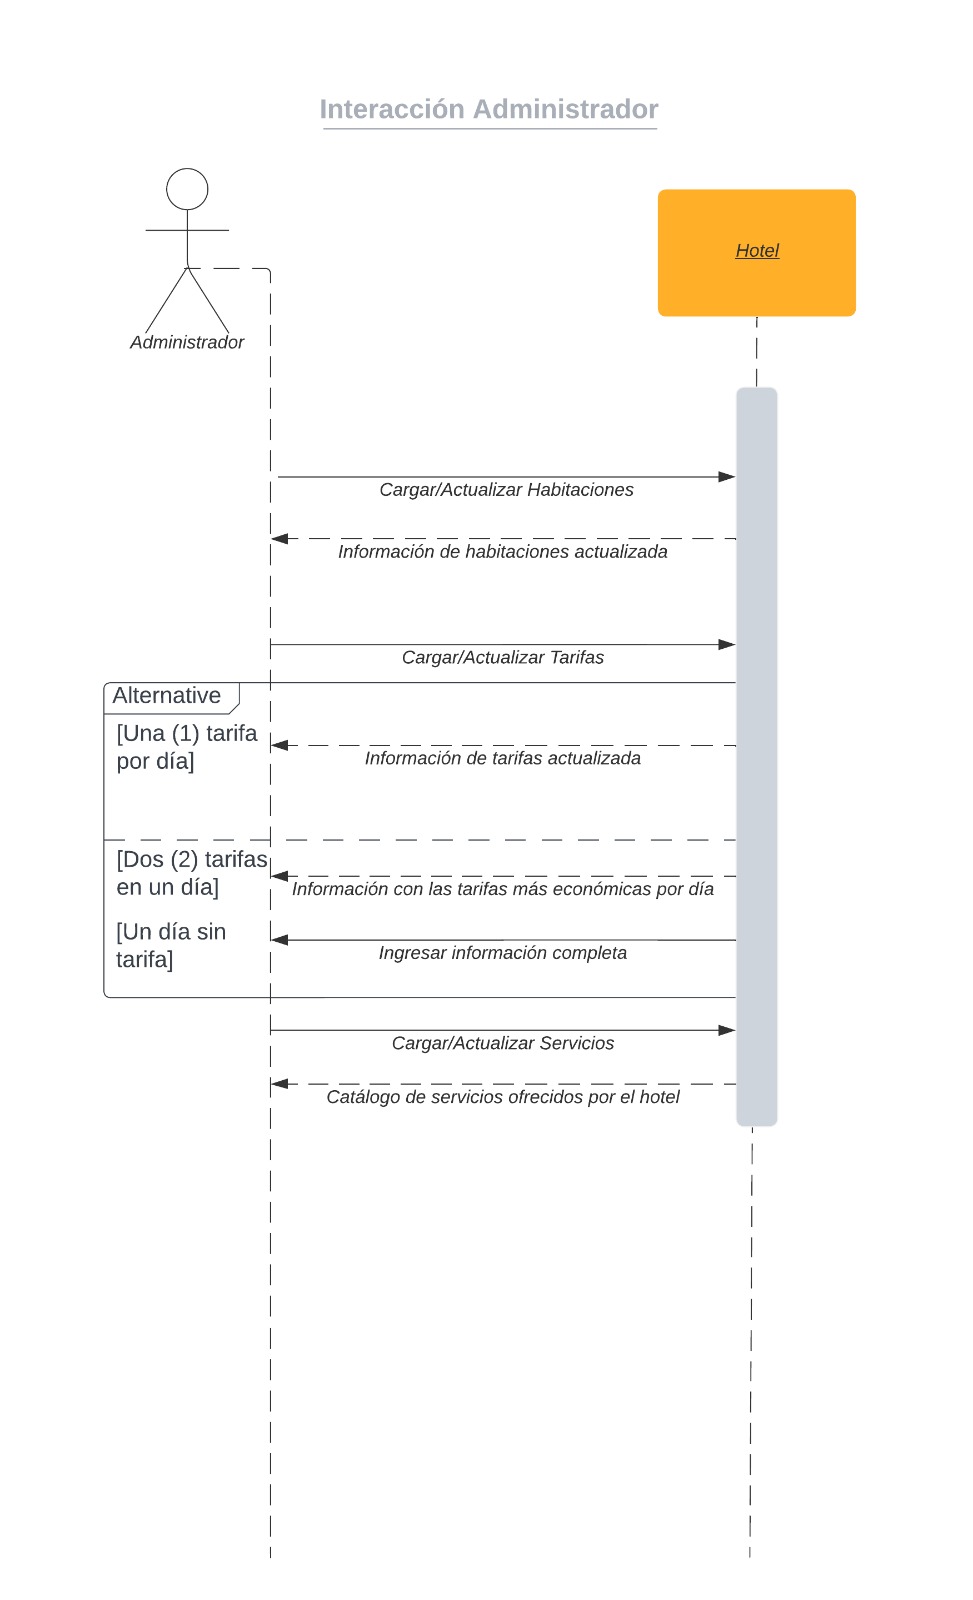 Interacción Administrador
Hotel
Administrador
Cargar/Actualizar Habitaciones
Información de habitaciones actualizada
Cargar/Actualizar Tarifas
Alternative
[Una (1) tarifa
por día]
Información de tarifas actualizada
[Dos (2) tarifas
en un día]
Información con las tarifas más económicas por día
[Un día sin
tarifa]
Ingresar información completa
Cargar/Actualizar Servicios
Catálogo de servicios ofrecidos por el hotel